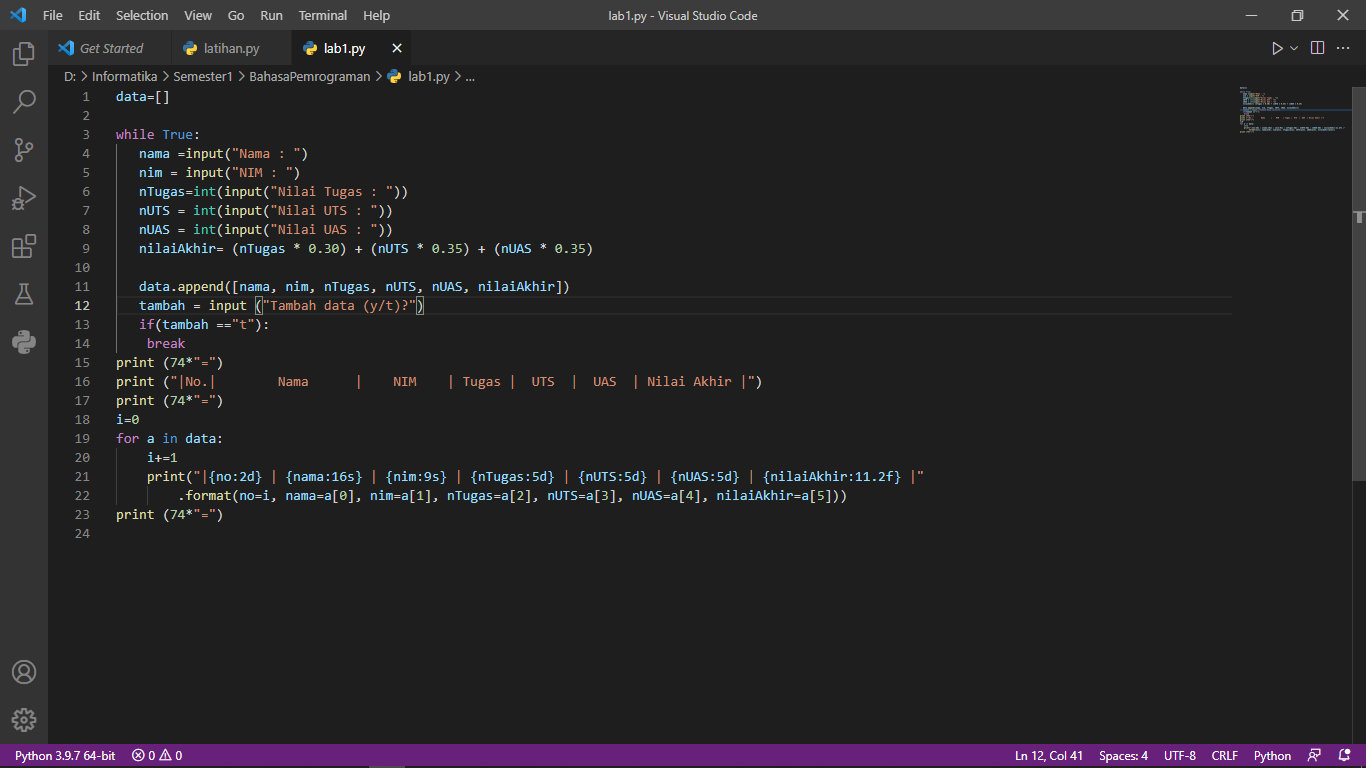 File Edit Selection View Go Run Terminal Help lab1.py - Visual Studio Code
Get Started latihan.py lab1.py
D: > Informatika > Semester1 > BahasaPemrograman > lab1.py > ...
1 data=[]
2
3 while True:
4     nama =input("Nama : ")
5     nim = input("NIM : ")
6     nTugas=int(input("Nilai Tugas : "))
7     nUTS = int(input("Nilai UTS : "))
8     nUAS = int(input("Nilai UAS : "))
9     nilaiAkhir= (nTugas * 0.30) + (nUTS * 0.35) + (nUAS * 0.35)
10
11     data.append([nama, nim, nTugas, nUTS, nUAS, nilaiAkhir])
12     tambah = input ("Tambah data (y/t)?")
13     if(tambah =="t"):
14      break
15 print (74*"=")
16 print ("|No.|        Nama      |    NIM    | Tugas |  UTS  |  UAS  | Nilai Akhir |")
17 print (74*"=")
18 i=0
19 for a in data:
20     i+=1
21     print("|{no:2d} | {nama:16s} | {nim:9s} | {nTugas:5d} | {nUTS:5d} | {nUAS:5d} | {nilaiAkhir:11.2f} |"
22         .format(no=i, nama=a[0], nim=a[1], nTugas=a[2], nUTS=a[3], nUAS=a[4], nilaiAkhir=a[5]))
23 print (74*"=")
24
Python 3.9.7 64-bit 0 0 Ln 12, Col 41 Spaces: 4 UTF-8 CRLF Python